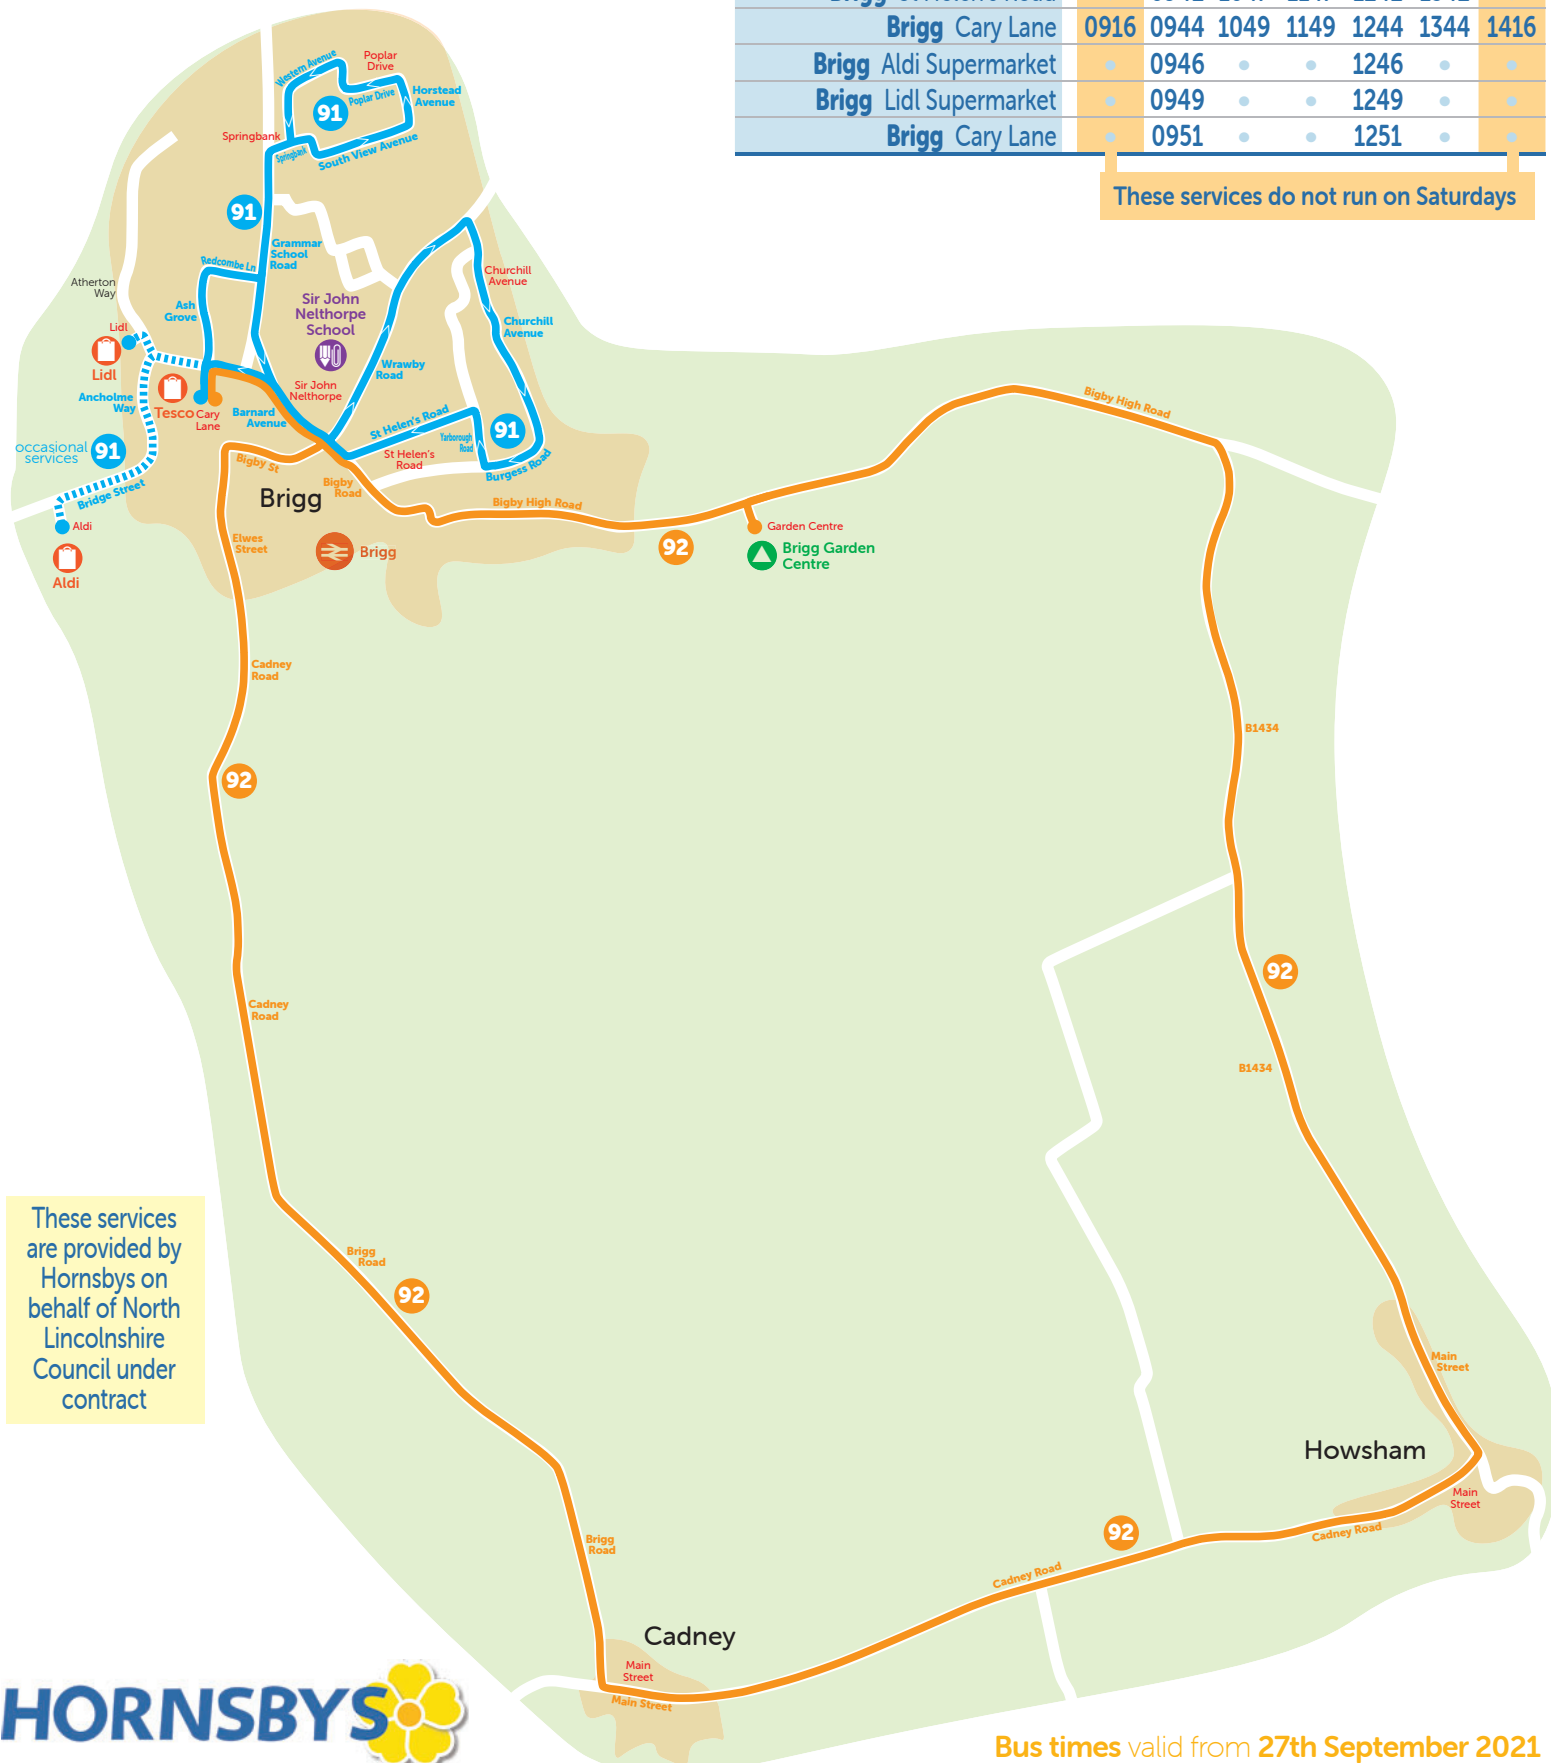 Brigg Cary Lane 0916 0944 1049 1149 1244 1344 1416
Brigg Aldi Supermarket • 0946 • • 1246 • •
Brigg Lidl Supermarket • 0949 • • 1249 • •
Brigg Cary Lane • 0951 • • 1251 • •
These services do not run on Saturdays
Western Avenue
Poplar
Drive
Poplar Drive
Horstead
Avenue
91
Springbank
Springbank
South View Avenue
91
Grammar
School
Road
Redcombe Ln
Atherton
Way
Ash
Grove
Sir John
Nelthorpe
School
Churchill
Avenue
Churchill
Avenue
Lidl
Lidl
Wrawby
Road
Sir John
Nelthorpe
Ancholme
Way
Tesco
Cary
Lane
Barnard
Avenue
St Helen's Road
Yarborough
Road
91
St Helen's
Road
Burgess Road
occasional
services
91
Bridge Street
Bigby St
Bigby
Road
Brigg
Bigby High Road
Bigby High Road
Aldi
Aldi
Elwes
Street
Brigg
92
Garden Centre
Brigg Garden
Centre
Cadney
Road
B1434
92
92
Cadney
Road
B1434
These services
are provided by
Hornsbys on
behalf of North
Lincolnshire
Council under
contract
Brigg
Road
92
Main
Street
Howsham
Main
Street
92
Cadney Road
Brigg
Road
Cadney Road
Cadney
Main
Street
Main Street
HORNSBYS
Bus times valid from 27th September 2021